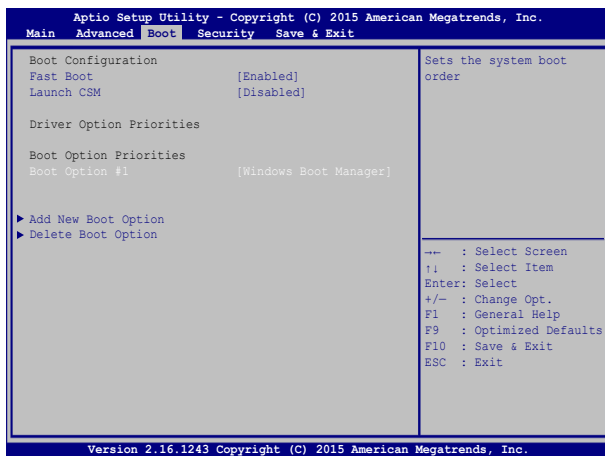 Aptio Setup Utility - Copyright (C) 2015 American Megatrends, Inc.
Main Advanced Boot Security Save & Exit
Boot Configuration
Fast Boot [Enabled]
Launch CSM [Disabled]
Driver Option Priorities
Boot Option Priorities
Boot Option #1 [Windows Boot Manager]
▶ Add New Boot Option
▶ Delete Boot Option
Sets the system boot
order
→← : Select Screen
↑↓ : Select Item
Enter: Select
+/— : Change Opt.
F1 : General Help
F9 : Optimized Defaults
F10 : Save & Exit
ESC : Exit
Version 2.16.1243 Copyright (C) 2015 American Megatrends, Inc.